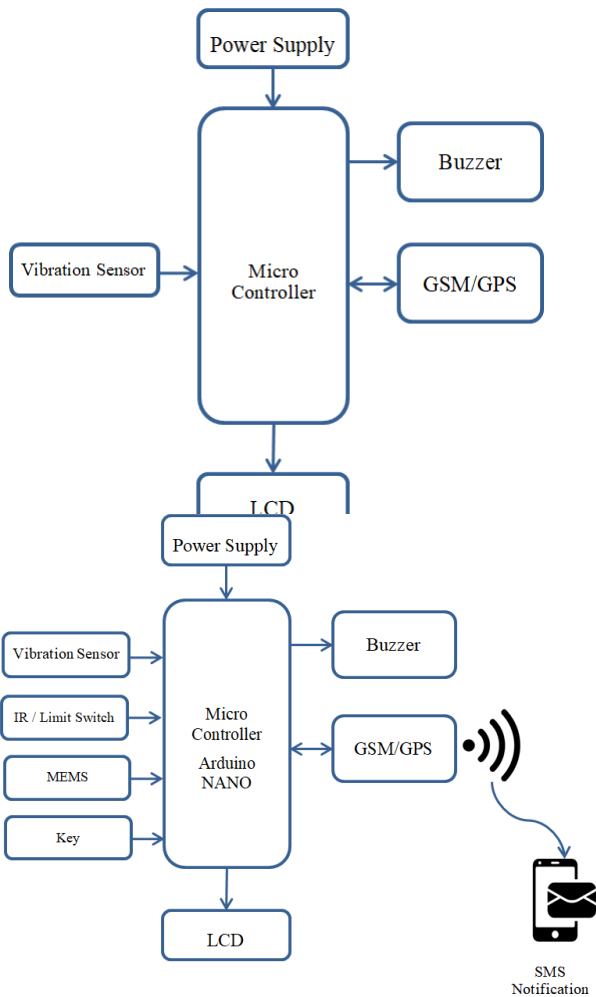 Power Supply
Buzzer
Vibration Sensor
Micro
Controller
GSM/GPS
LCD
Power Supply
Vibration Sensor
Buzzer
IR / Limit Switch
Micro
Controller
Arduino
NANO
GSM/GPS
MEMS
Key
LCD
SMS
Notification